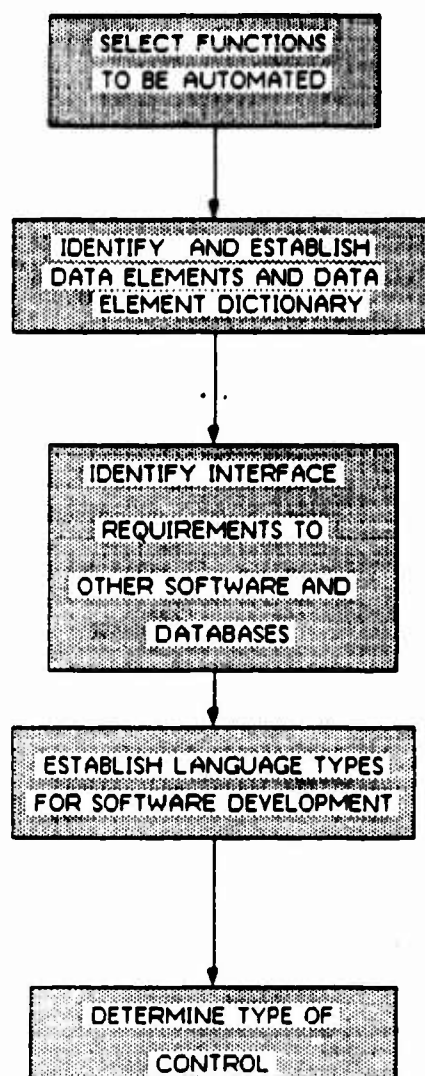 SELECT FUNCTIONS
TO BE AUTOMATED
IDENTIFY AND ESTABLISH
DATA ELEMENTS AND DATA
ELEMENT DICTIONARY
IDENTIFY INTERFACE
REQUIREMENTS TO
OTHER SOFTWARE AND
DATABASES
ESTABLISH LANGUAGE TYPES
FOR SOFTWARE DEVELOPMENT
DETERMINE TYPE OF
CONTROL